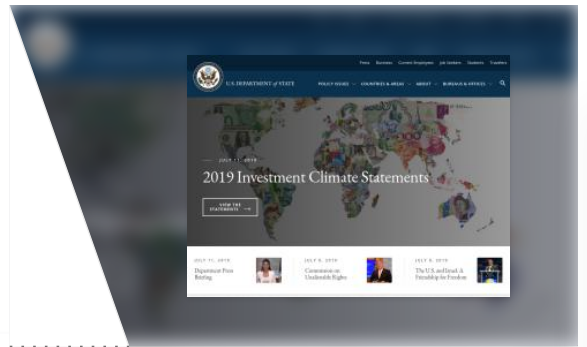 Press Business Current Employees Job Seekers Students Travelers
U.S. DEPARTMENT of STATE
POLICY ISSUES COUNTRIES & AREAS ABOUT BUREAUS & OFFICES
JULY 11, 2019
2019 Investment Climate Statements
VIEW THE
STATEMENTS
JULY 11, 2019
Department Press
Briefing
JULY 8, 2019
Commission on
Unalienable Rights
JULY 8, 2019
The U.S. and Israel: A
Friendship for Freedom